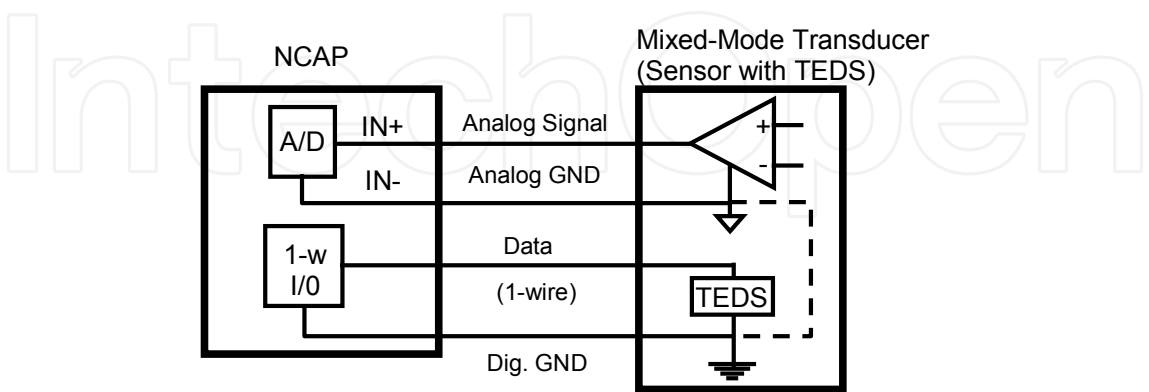 IntechOpen
NCAP
Mixed-Mode Transducer
(Sensor with TEDS)
A/D
IN+
Analog Signal
+
IN-
Analog GND
-
1-w
I/0
Data
(1-wire)
TEDS
Dig. GND